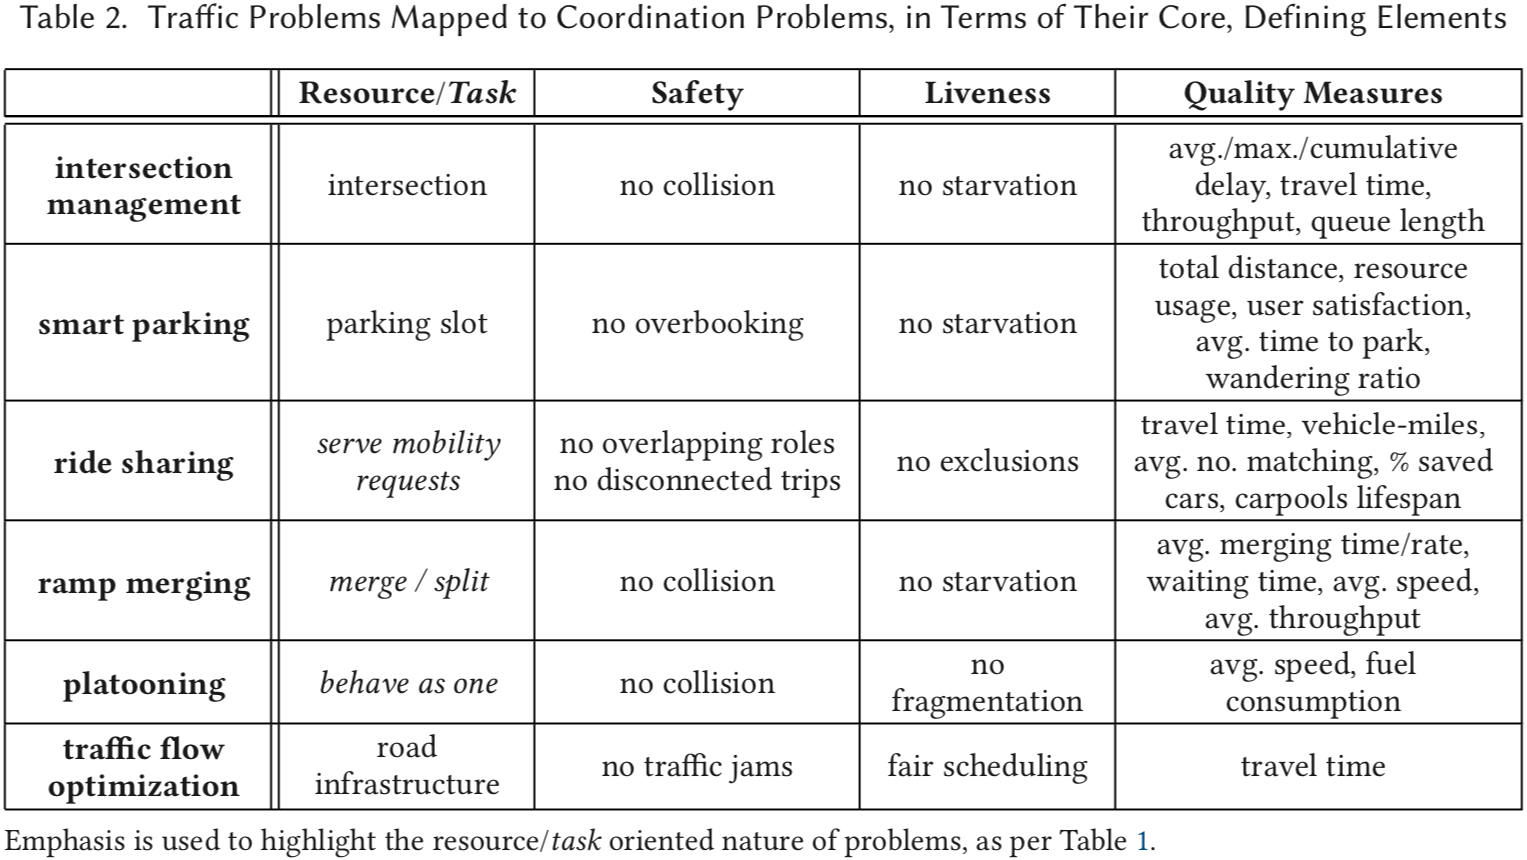 Table 2. Traffic Problems Mapped to Coordination Problems, in Terms of Their Core, Defining Elements
Resource/Task Safety Liveness Quality Measures
intersection
management
intersection
no collision
no starvation
avg./max./cumulative
delay, travel time,
throughput, queue length
smart parking
parking slot
no overbooking
no starvation
total distance, resource
usage, user satisfaction,
avg. time to park,
wandering ratio
ride sharing
serve mobility
requests
no overlapping roles
no disconnected trips
no exclusions
travel time, vehicle-miles,
avg. no. matching, % saved
cars, carpools lifespan
ramp merging
merge / split
no collision
no starvation
avg. merging time/rate,
waiting time, avg. speed,
avg. throughput
platooning
behave as one
no collision
no
fragmentation
avg. speed, fuel
consumption
traffic flow
optimization
road
infrastructure
no traffic jams
fair scheduling
travel time
Emphasis is used to highlight the resource/task oriented nature of problems, as per Table 1.